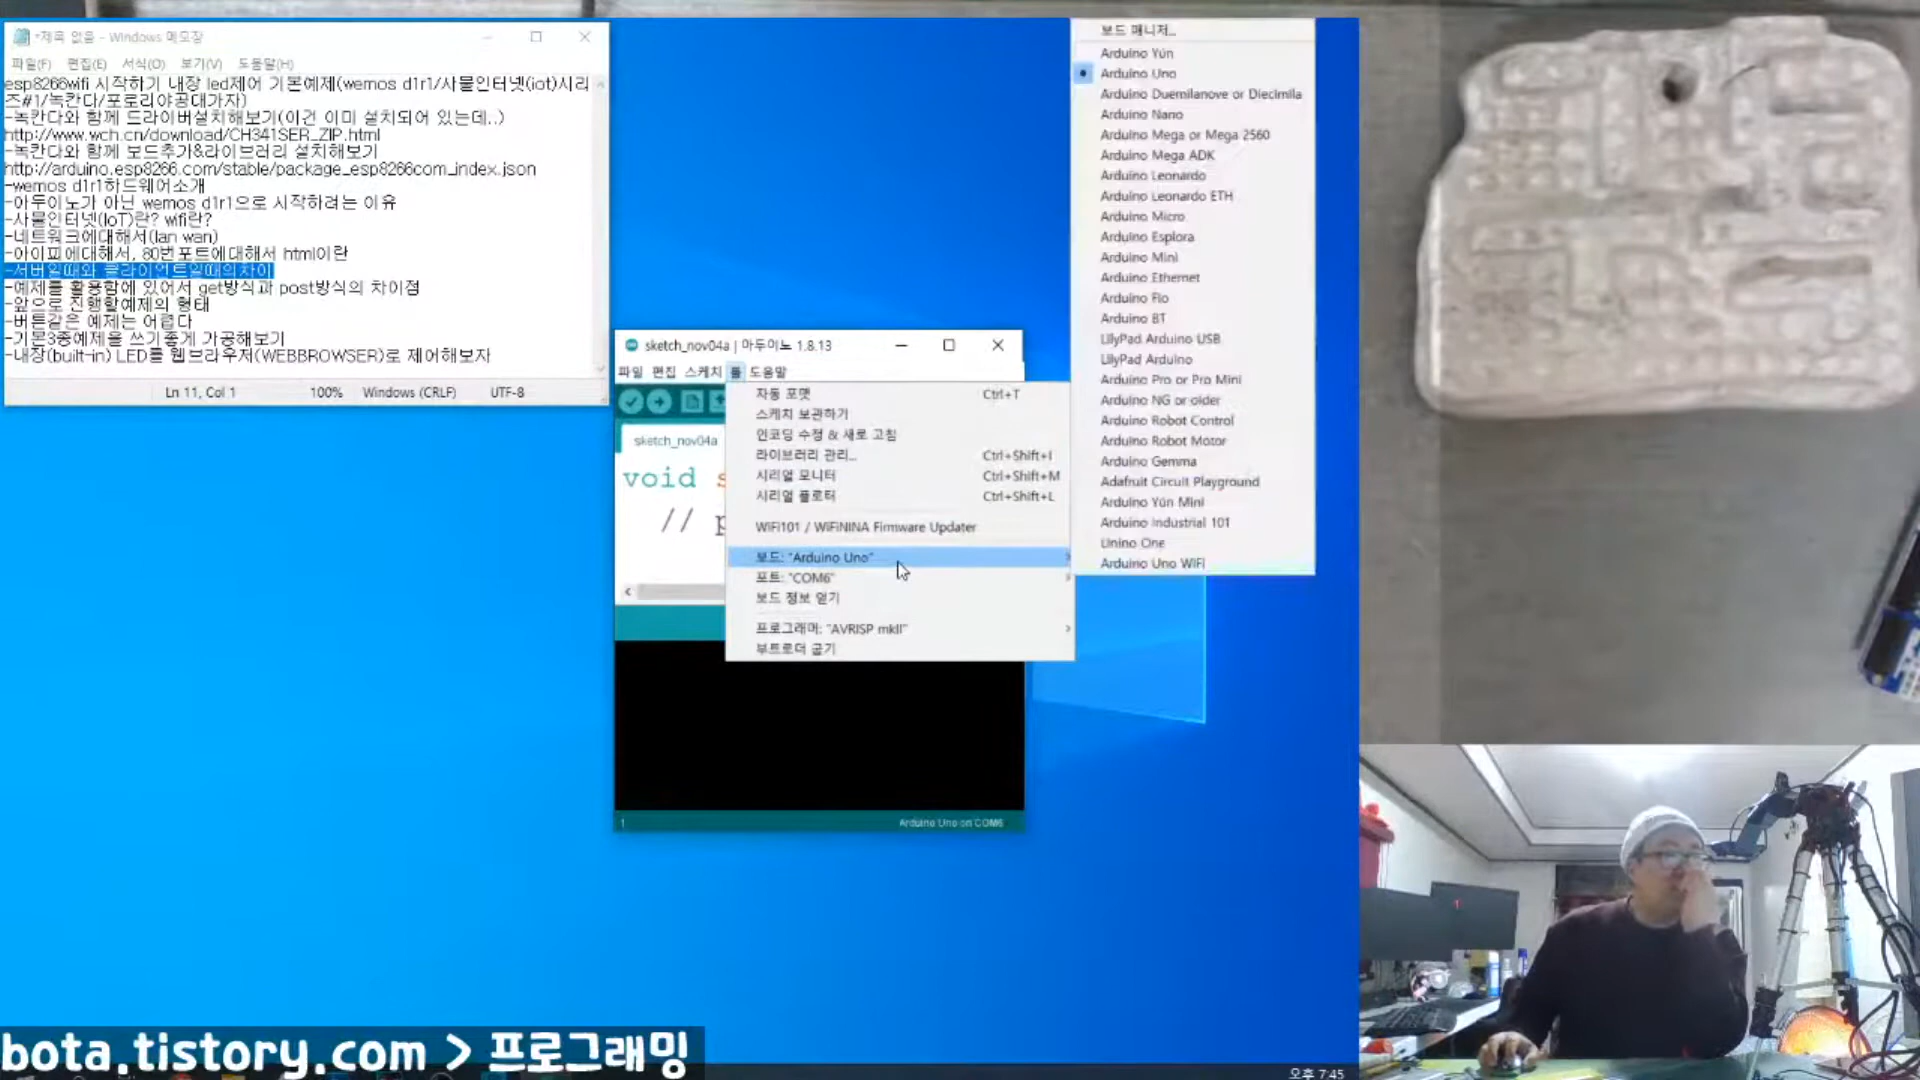 *제목 없음 - Windows 메모장
파일(F) 편집(E) 서식(O) 보기(V) 도움말(H)
esp8266wifi 시작하기 내장 led제어 기본예제(wemos d1r1/사물인터넷(iot)시리
즈#1/녹칸다/포로리야공대가자)
-녹칸다와 함께 드라이버설치해보기(이건 이미 설치되어 있는데..)
http://www.wch.cn/download/CH341SER_ZIP.html
-녹칸다와 함께 보드추가&라이브러리 설치해보기
http://arduino.esp8266.com/stable/package_esp8266com_index.json
-wemos d1r1하드웨어소개
-아두이노가 아닌 wemos d1r1으로 시작하려는 이유
-사물인터넷(IoT)란? wifi란?
-네트워크에대해서(lan wan)
-아이피에대해서, 80번포트에대해서 html이란
-서버일때와 클라이언트일때의차이
-예제를 활용함에 있어서 get방식과 post방식의 차이점
-앞으로 진행할예제의 형태
-버튼같은 예제는 어렵다
-기본3종예제을 쓰기좋게 가공해보기
-내장(built-in) LED를 웹브라우저(WEBBROWSER)로 제어해보자
Ln 11, Col 1 100% Windows (CRLF) UTF-8
sketch_nov04a | 아두이노 1.8.13
파일 편집 스케치 툴 도움말
sketch_nov04a
void s
// p
자동 포맷 Ctrl+T
스케치 보관하기
인코딩 수정 & 새로 고침
라이브러리 관리... Ctrl+Shift+I
시리얼 모니터 Ctrl+Shift+M
시리얼 플로터 Ctrl+Shift+L
WiFi101 / WiFiNINA Firmware Updater
보드: "Arduino Uno"
포트: "COM6"
보드 정보 얻기
프로그래머: "AVRISP mkII"
부트로더 굽기
보드 매니저...
Arduino Yún
Arduino Uno
Arduino Duemilanove or Diecimila
Arduino Nano
Arduino Mega or Mega 2560
Arduino Mega ADK
Arduino Leonardo
Arduino Leonardo ETH
Arduino Micro
Arduino Esplora
Arduino Mini
Arduino Ethernet
Arduino Fio
Arduino BT
LilyPad Arduino USB
LilyPad Arduino
Arduino Pro or Pro Mini
Arduino NG or older
Arduino Robot Control
Arduino Robot Motor
Arduino Gemma
Adafruit Circuit Playground
Arduino Yún Mini
Arduino Industrial 101
Linino One
Arduino Uno WiFi
1 Arduino Uno on COM6
bota.tistory.com > 프로그래밍
오후 7:45